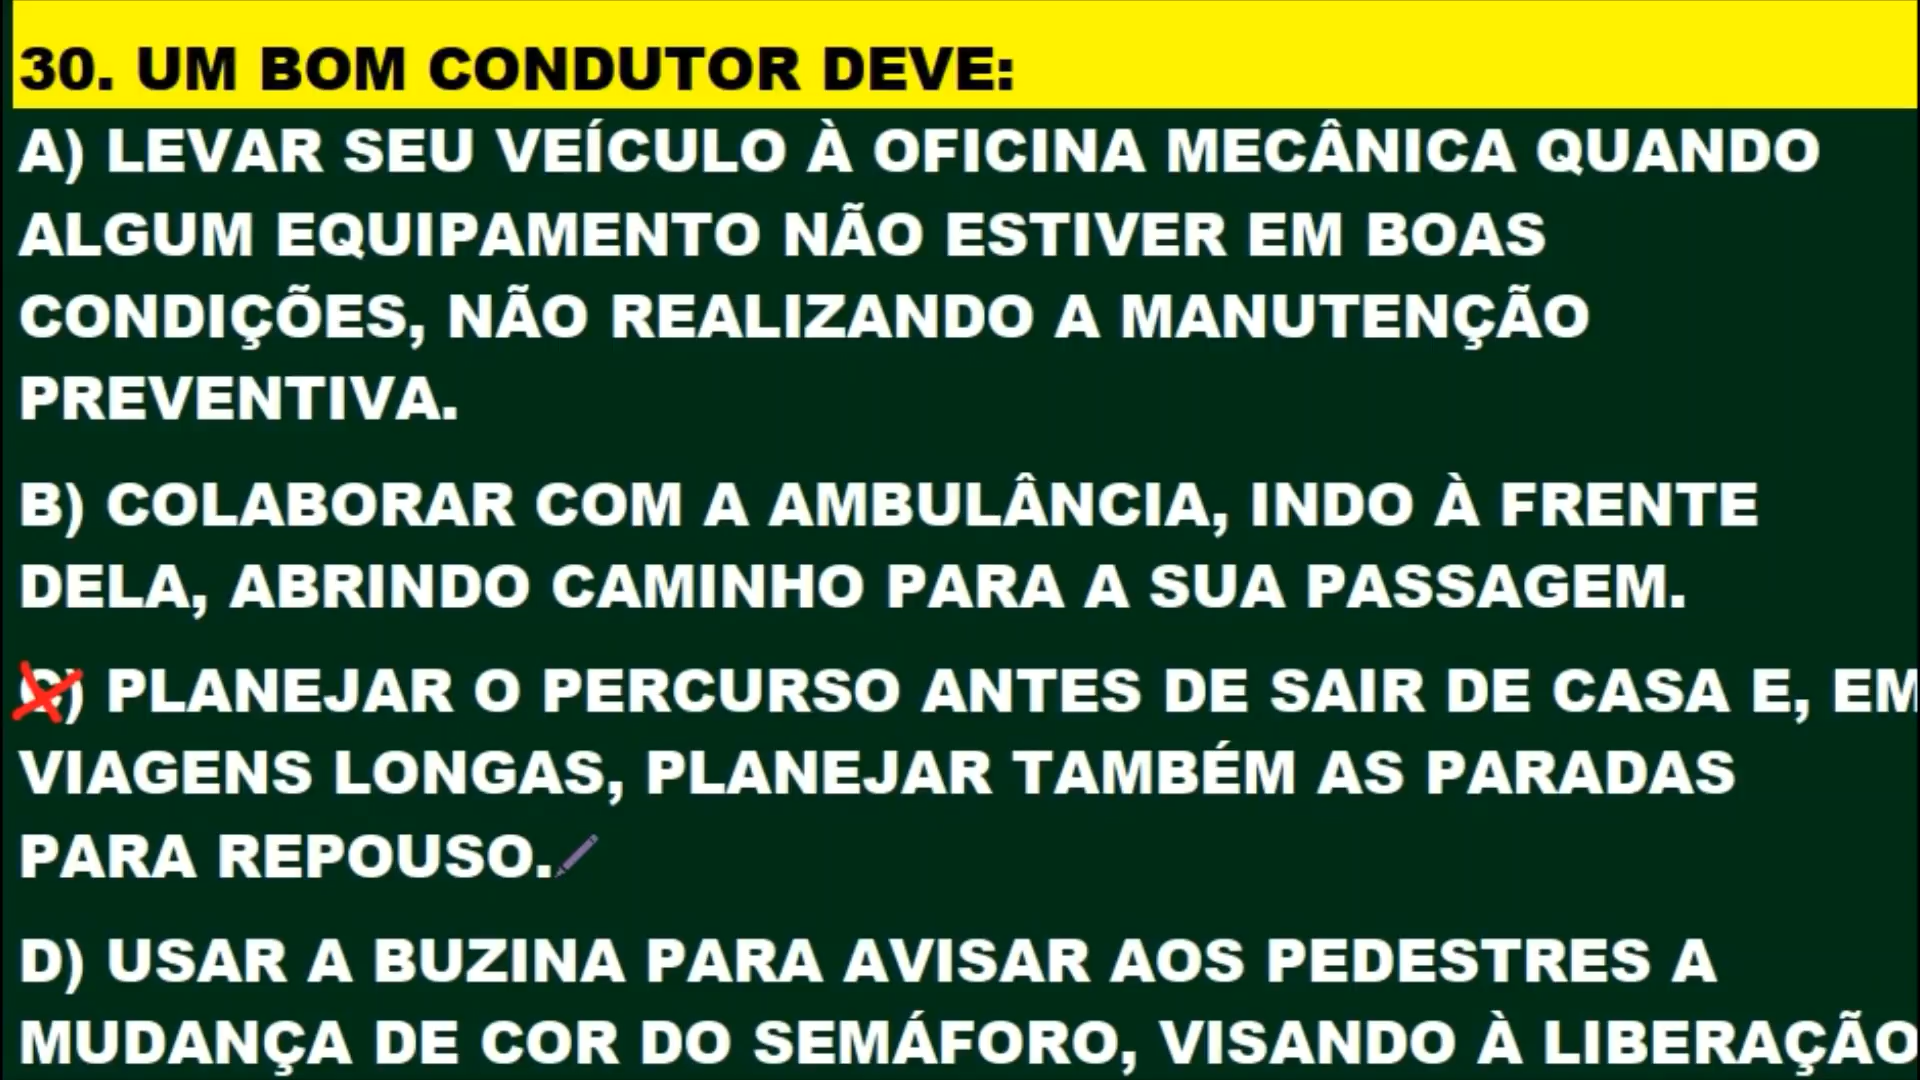 30. UM BOM CONDUTOR DEVE:
A) LEVAR SEU VEÍCULO À OFICINA MECÂNICA QUANDO
ALGUM EQUIPAMENTO NÃO ESTIVER EM BOAS
CONDIÇÕES, NÃO REALIZANDO A MANUTENÇÃO
PREVENTIVA.
B) COLABORAR COM A AMBULÂNCIA, INDO À FRENTE
DELA, ABRINDO CAMINHO PARA A SUA PASSAGEM.
C) PLANEJAR O PERCURSO ANTES DE SAIR DE CASA E, EM
VIAGENS LONGAS, PLANEJAR TAMBÉM AS PARADAS
PARA REPOUSO.
D) USAR A BUZINA PARA AVISAR AOS PEDESTRES A
MUDANÇA DE COR DO SEMÁFORO, VISANDO À LIBERAÇÃO